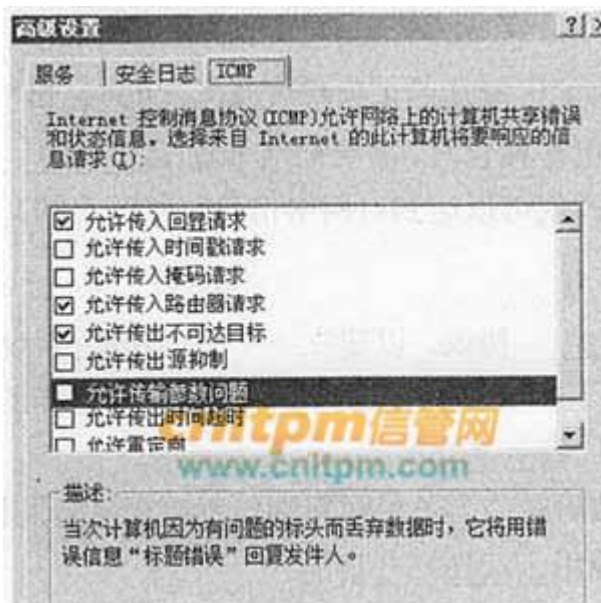 高级设置
服务 安全日志 ICMP
Internet 控制消息协议(ICMP)允许网络上的计算机共享错误
和状态信息。选择来自 Internet 的此计算机将要响应的信
息请求(I):
允许传入回显请求
允许传入时间戳请求
允许传入掩码请求
允许传入路由器请求
允许传出不可达目标
允许传出源抑制
允许传输参数问题
允许传出时间超时
允许重定向
cnitpm信管网
www.cnitpm.com
描述:
当次计算机因为有问题的标头而丢弃数据时，它将用错
误信息“标题错误”回复发件人。